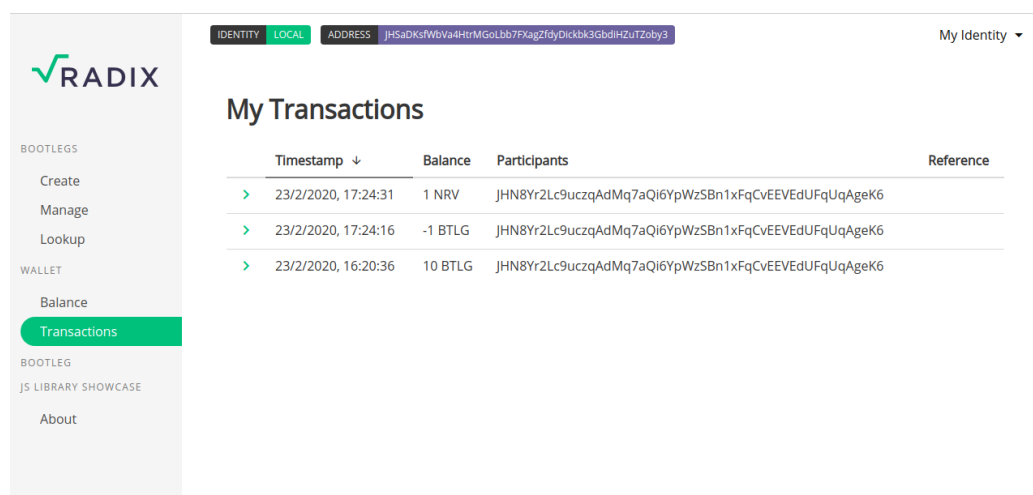 IDENTITY LOCAL ADDRESS JHSaDKsfWbVa4HtrMGoLbb7FXagZfdyDickbk3GbdiHZuTZoby3 My Identity
RADIX
My Transactions
BOOTLEGS
Timestamp ↓ Balance Participants Reference
Create
23/2/2020, 17:24:31 1 NRV JHN8Yr2Lc9uczqAdMq7aQi6YpWzSBn1xFqCvEEVEdUFqUqAgeK6
Manage
23/2/2020, 17:24:16 -1 BTLG JHN8Yr2Lc9uczqAdMq7aQi6YpWzSBn1xFqCvEEVEdUFqUqAgeK6
Lookup
WALLET
23/2/2020, 16:20:36 10 BTLG JHN8Yr2Lc9uczqAdMq7aQi6YpWzSBn1xFqCvEEVEdUFqUqAgeK6
Balance
Transactions
BOOTLEG
JS LIBRARY SHOWCASE
About